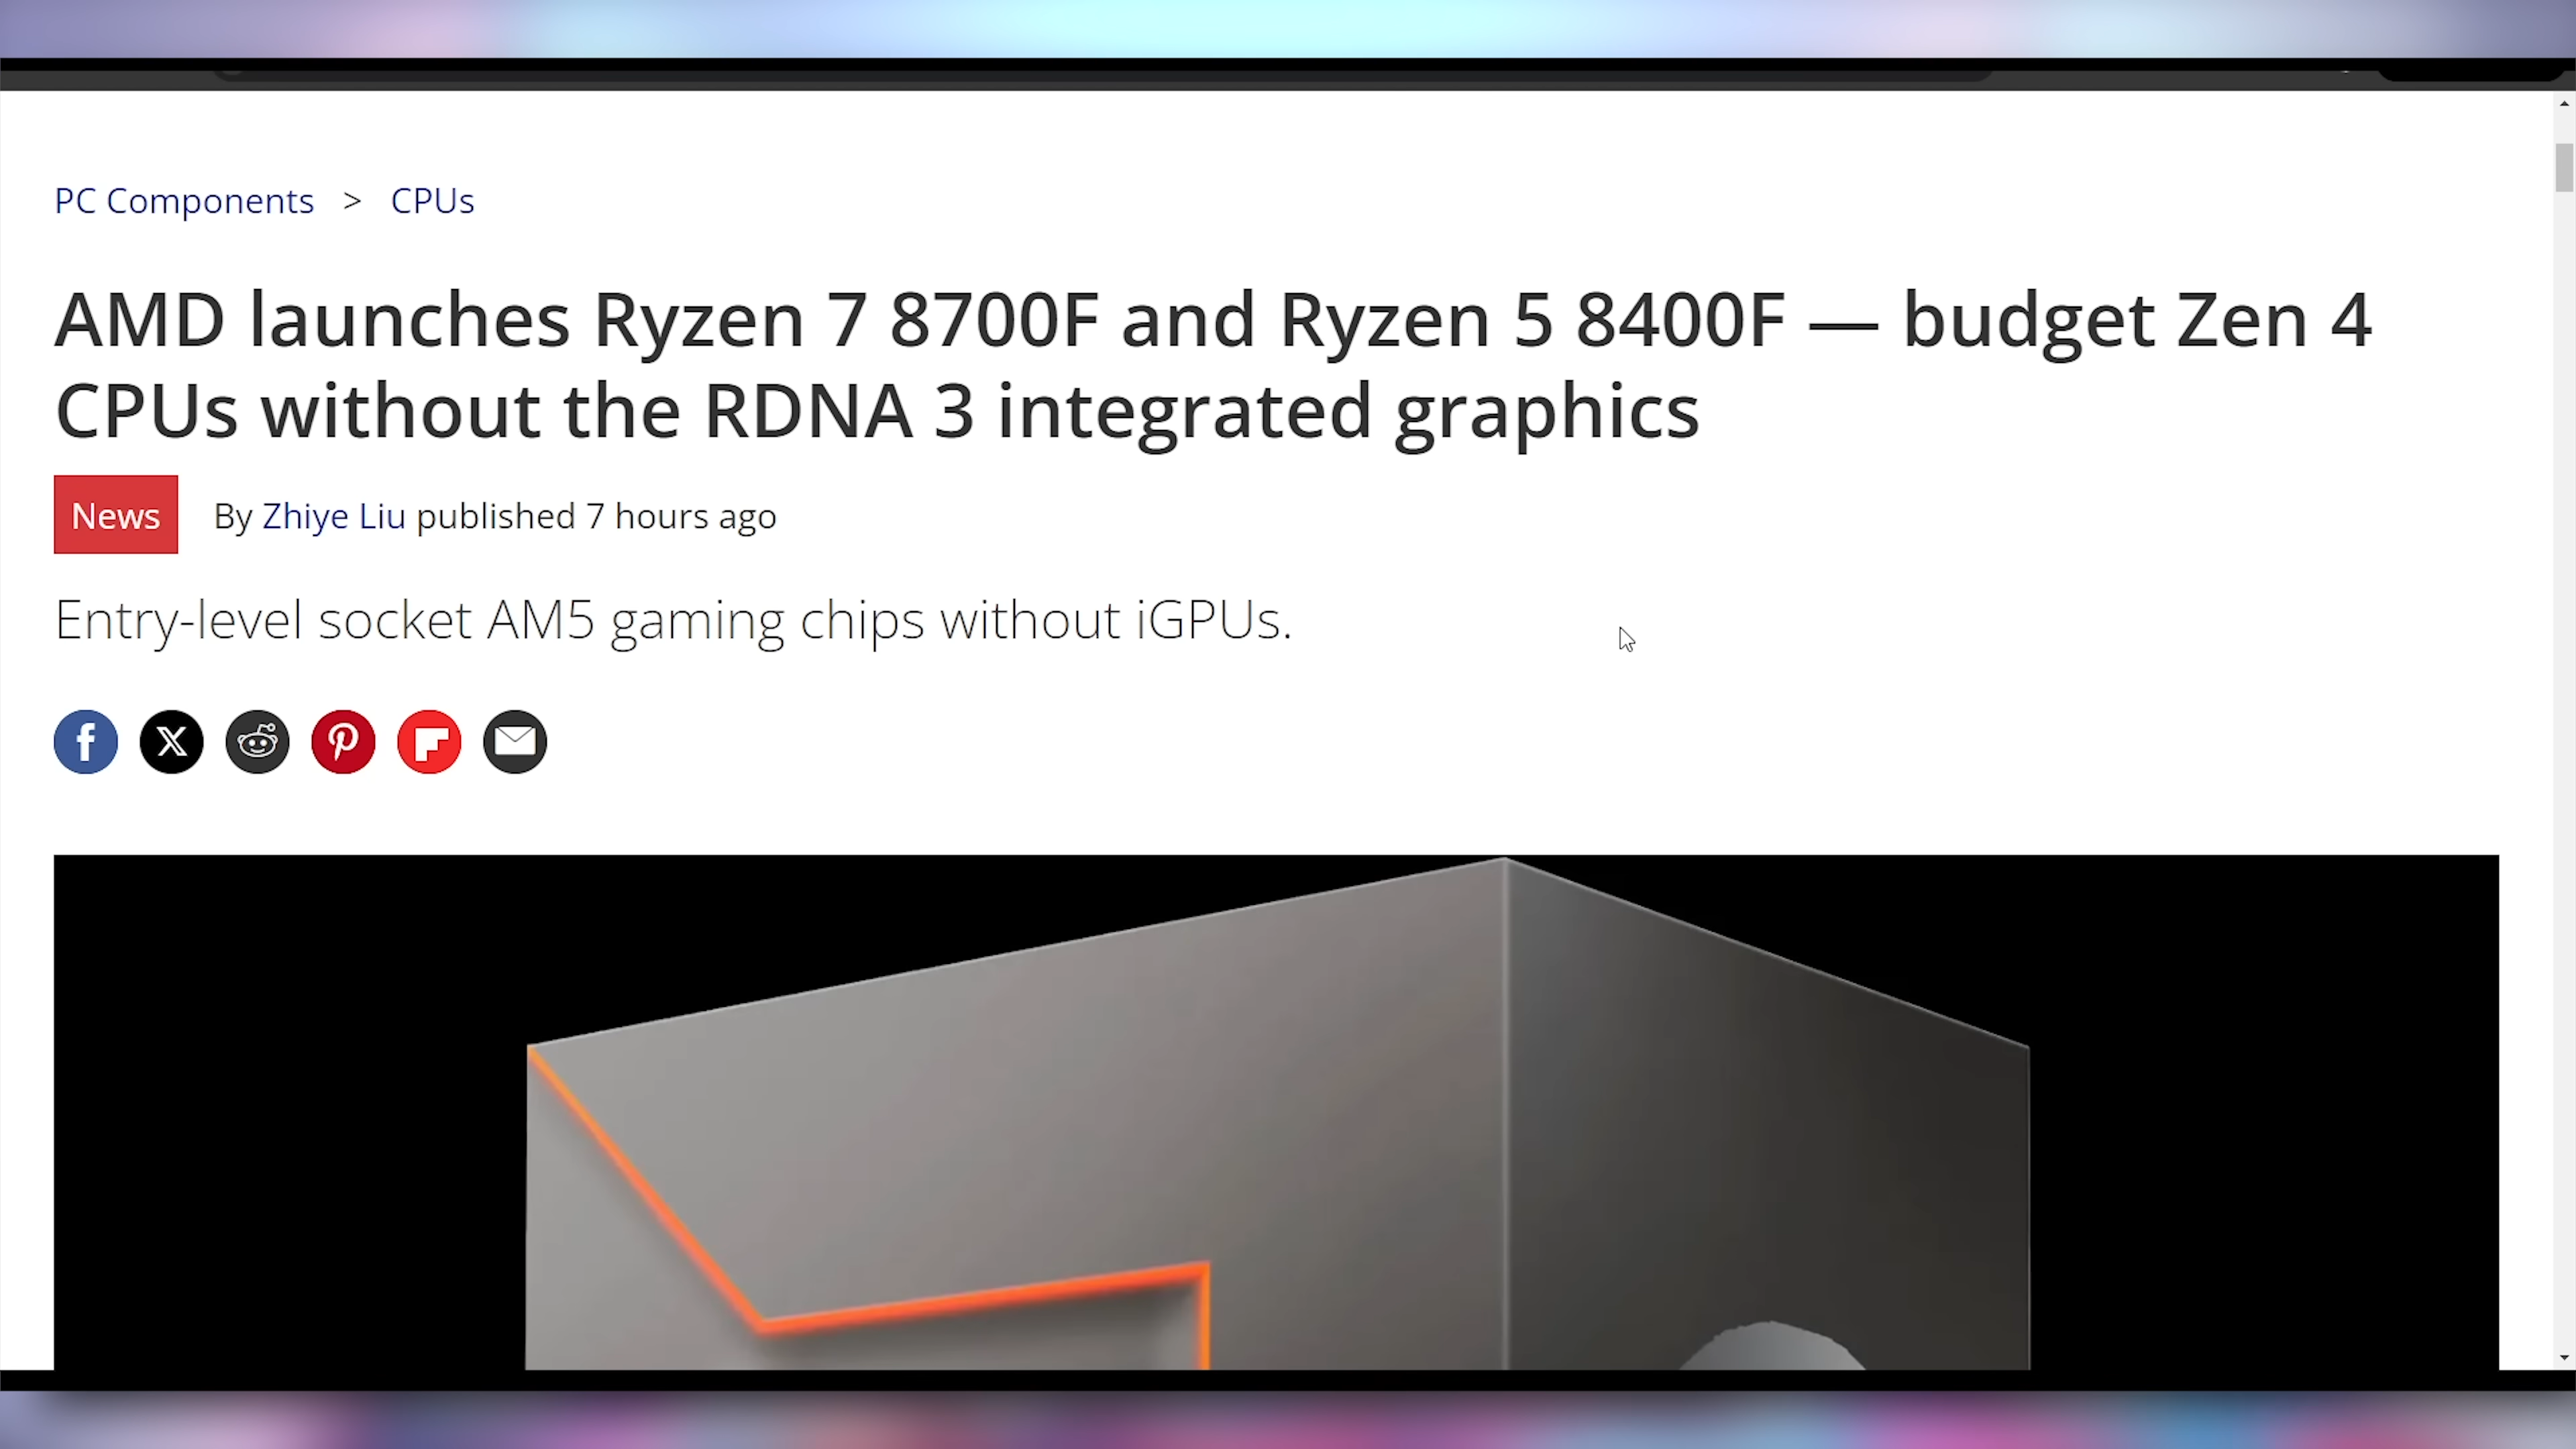 PC Components > CPUs
AMD launches Ryzen 7 8700F and Ryzen 5 8400F — budget Zen 4
CPUs without the RDNA 3 integrated graphics
News By Zhiye Liu published 7 hours ago
Entry-level socket AM5 gaming chips without iGPUs.